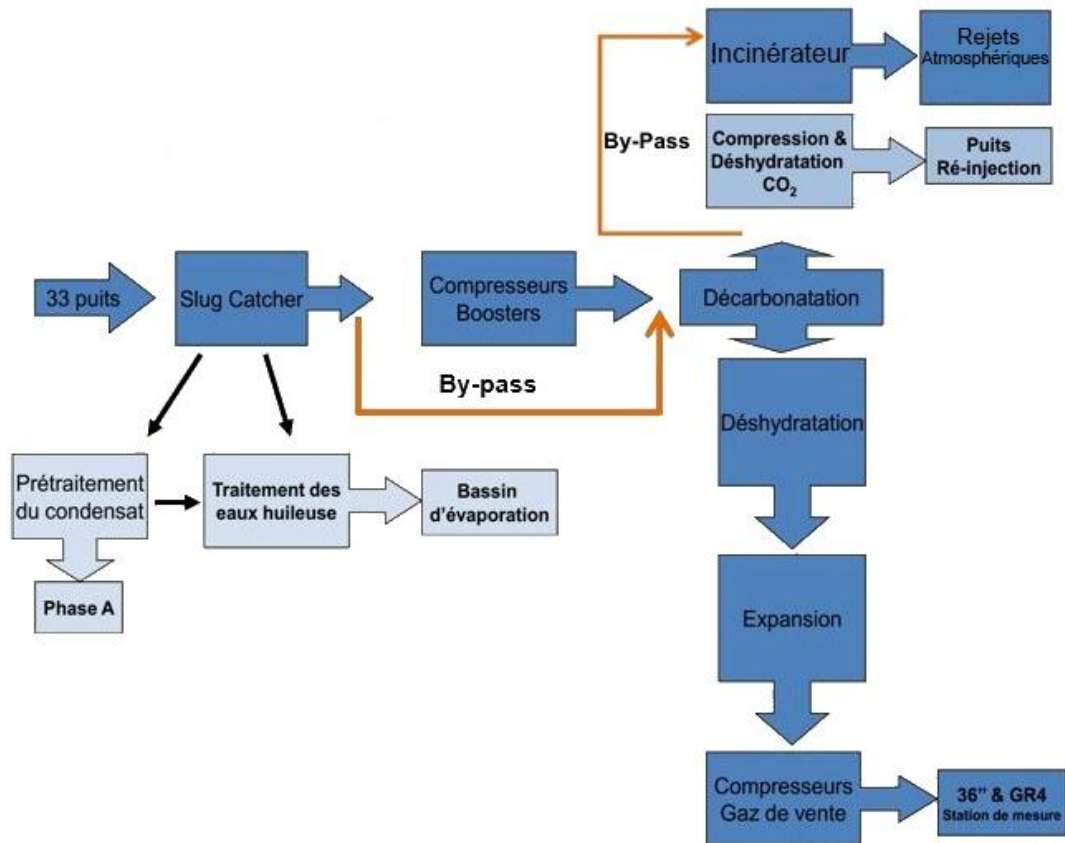 Incinérateur
Rejets
Atmosphériques
By-Pass
Compression &
Déshydratation
CO₂
Puits
Ré-injection
33 puits
Slug Catcher
Compresseurs
Boosters
Décarbonatation
By-pass
Déshydratation
Prétraitement
du condensat
Traitement des
eaux huileuse
Bassin
d'évaporation
Phase A
Expansion
Compresseurs
Gaz de vente
36” & GR4
Station de mesure